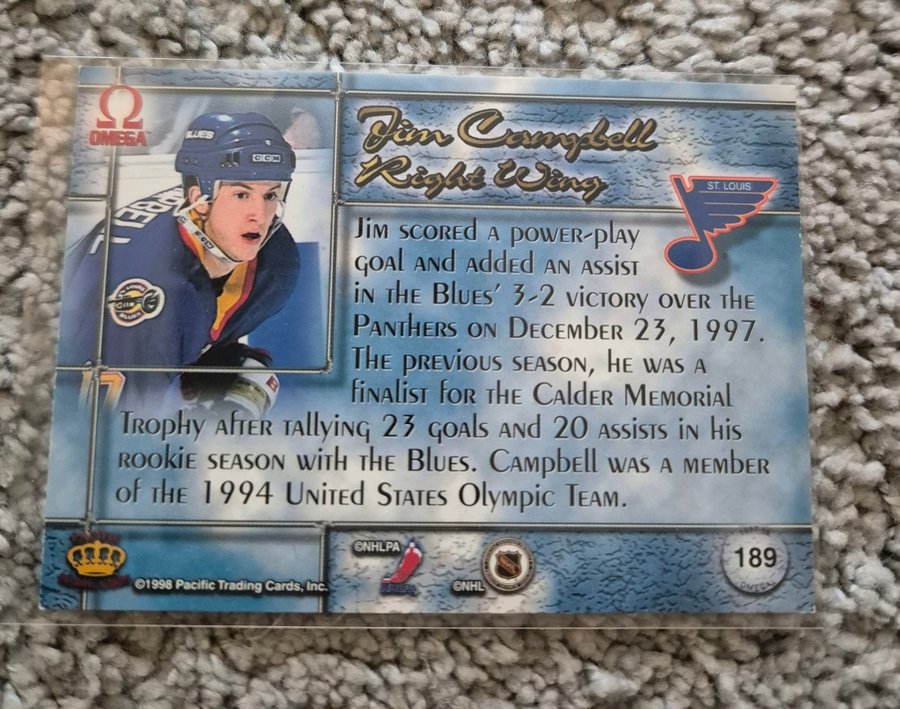 OMEGA
BLUES
CCM
Jim Campbell
Right Wing
ST. LOUIS
Jim scored a power-play
goal and added an assist
in the Blues' 3-2 victory over the
Panthers on December 23, 1997.
The previous season, he was a
finalist for the Calder Memorial
Trophy after tallying 23 goals and 20 assists in his
rookie season with the Blues. Campbell was a member
of the 1994 United States Olympic Team.
©1998 Pacific Trading Cards, Inc.
©NHLPA
©NHL
189
OMEGA